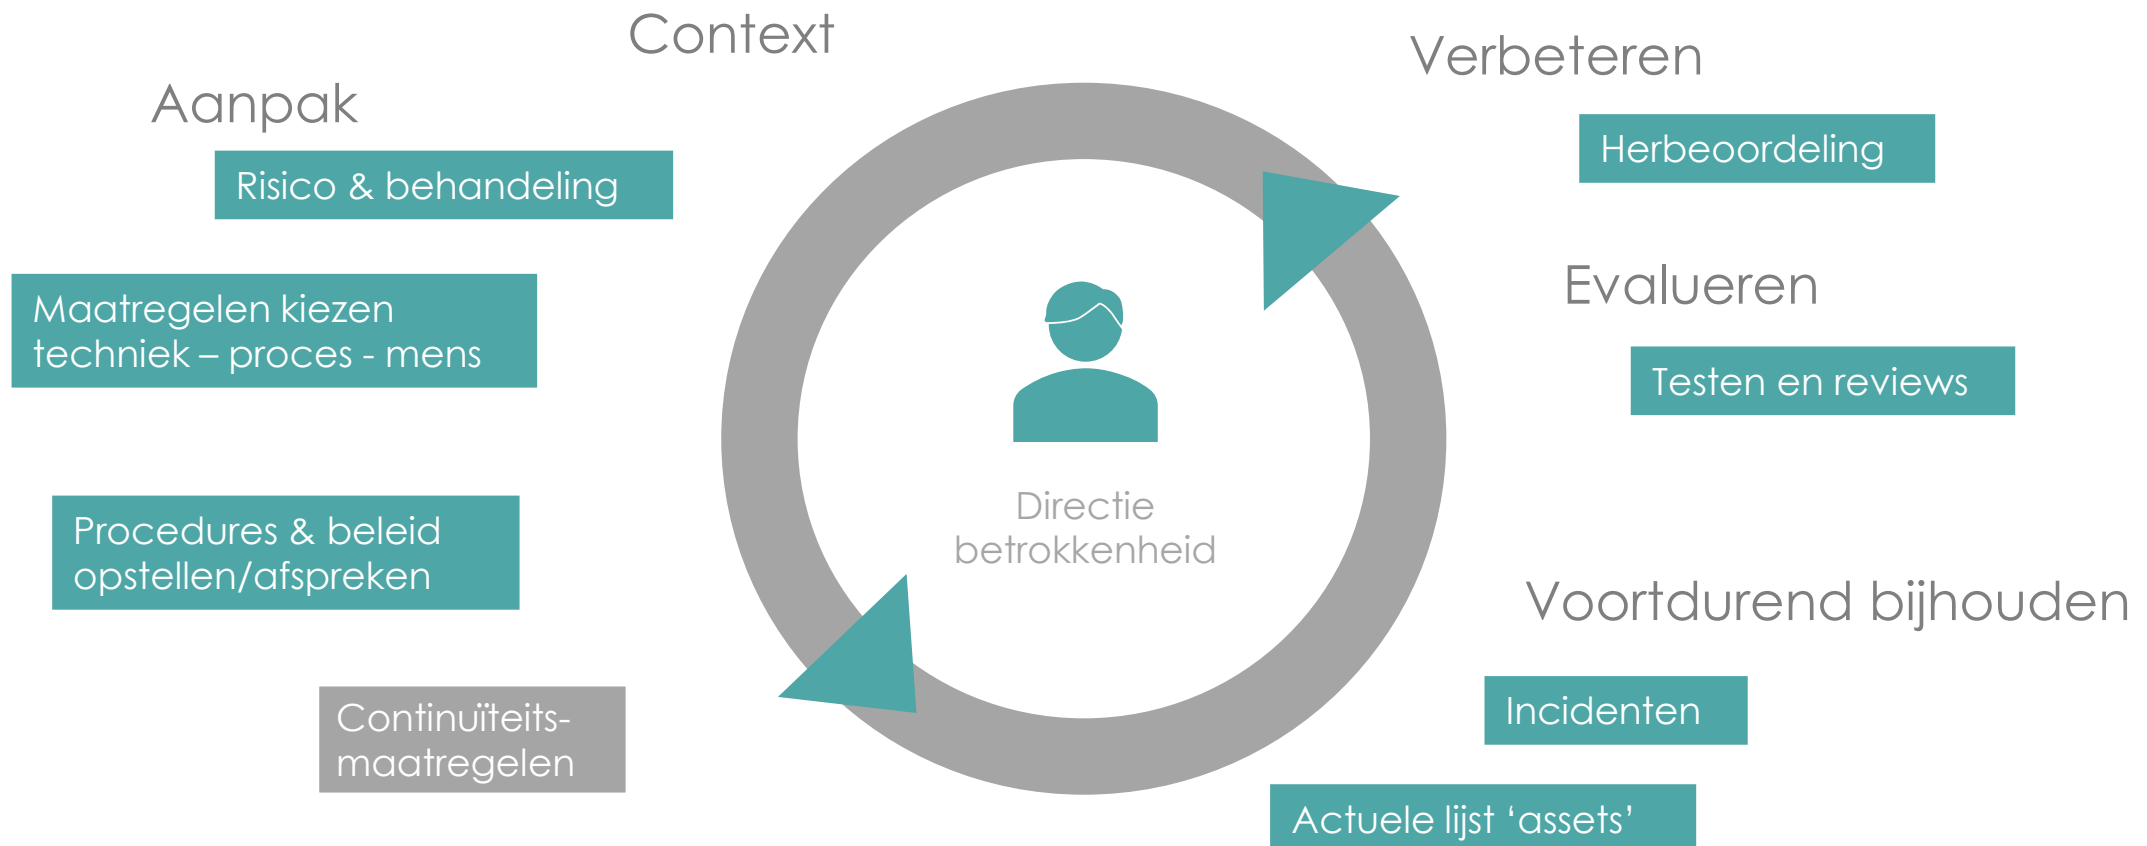 Context
Aanpak
Risico & behandeling
Maatregelen kiezen
techniek – proces - mens
Procedures & beleid
opstellen/afspreken
Continuïteits-
maatregelen
Directie
betrokkenheid
Verbeteren
Herbeoordeling
Evalueren
Testen en reviews
Voortdurend bijhouden
Incidenten
Actuele lijst ‘assets’